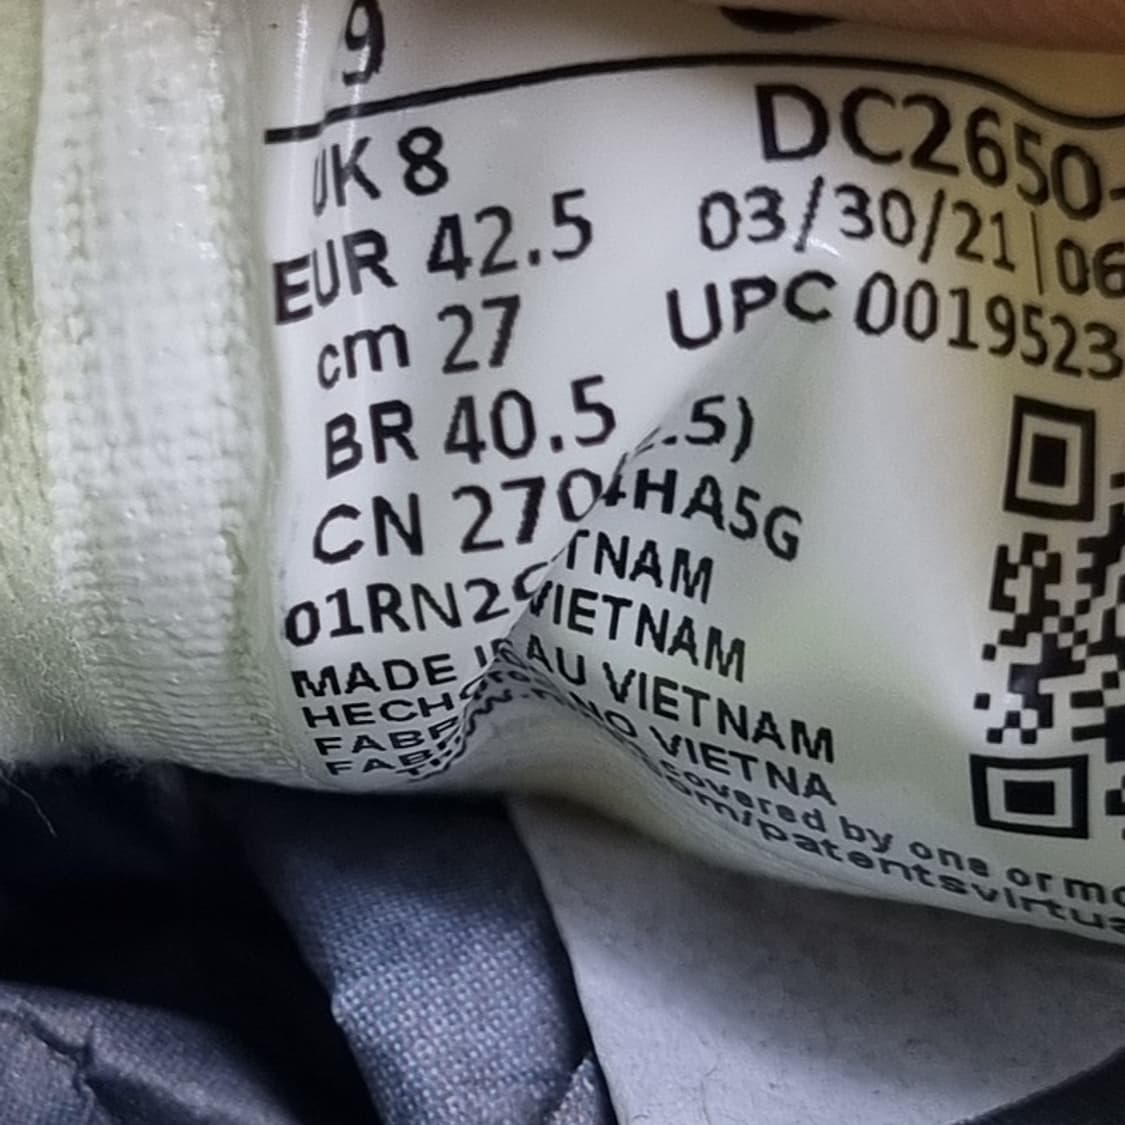 9
UK 8
EUR 42.5
cm 27
BR 40.5 .5)
CN 270 HA5G
01RN2
MADE TNAM
HECH VIETNAM
FAB AU VIETNAM
FAB NO VIETNA
covered by one or mo
om/patentsvirtua
DC2650-
03/30/21|06
UPC 0019523